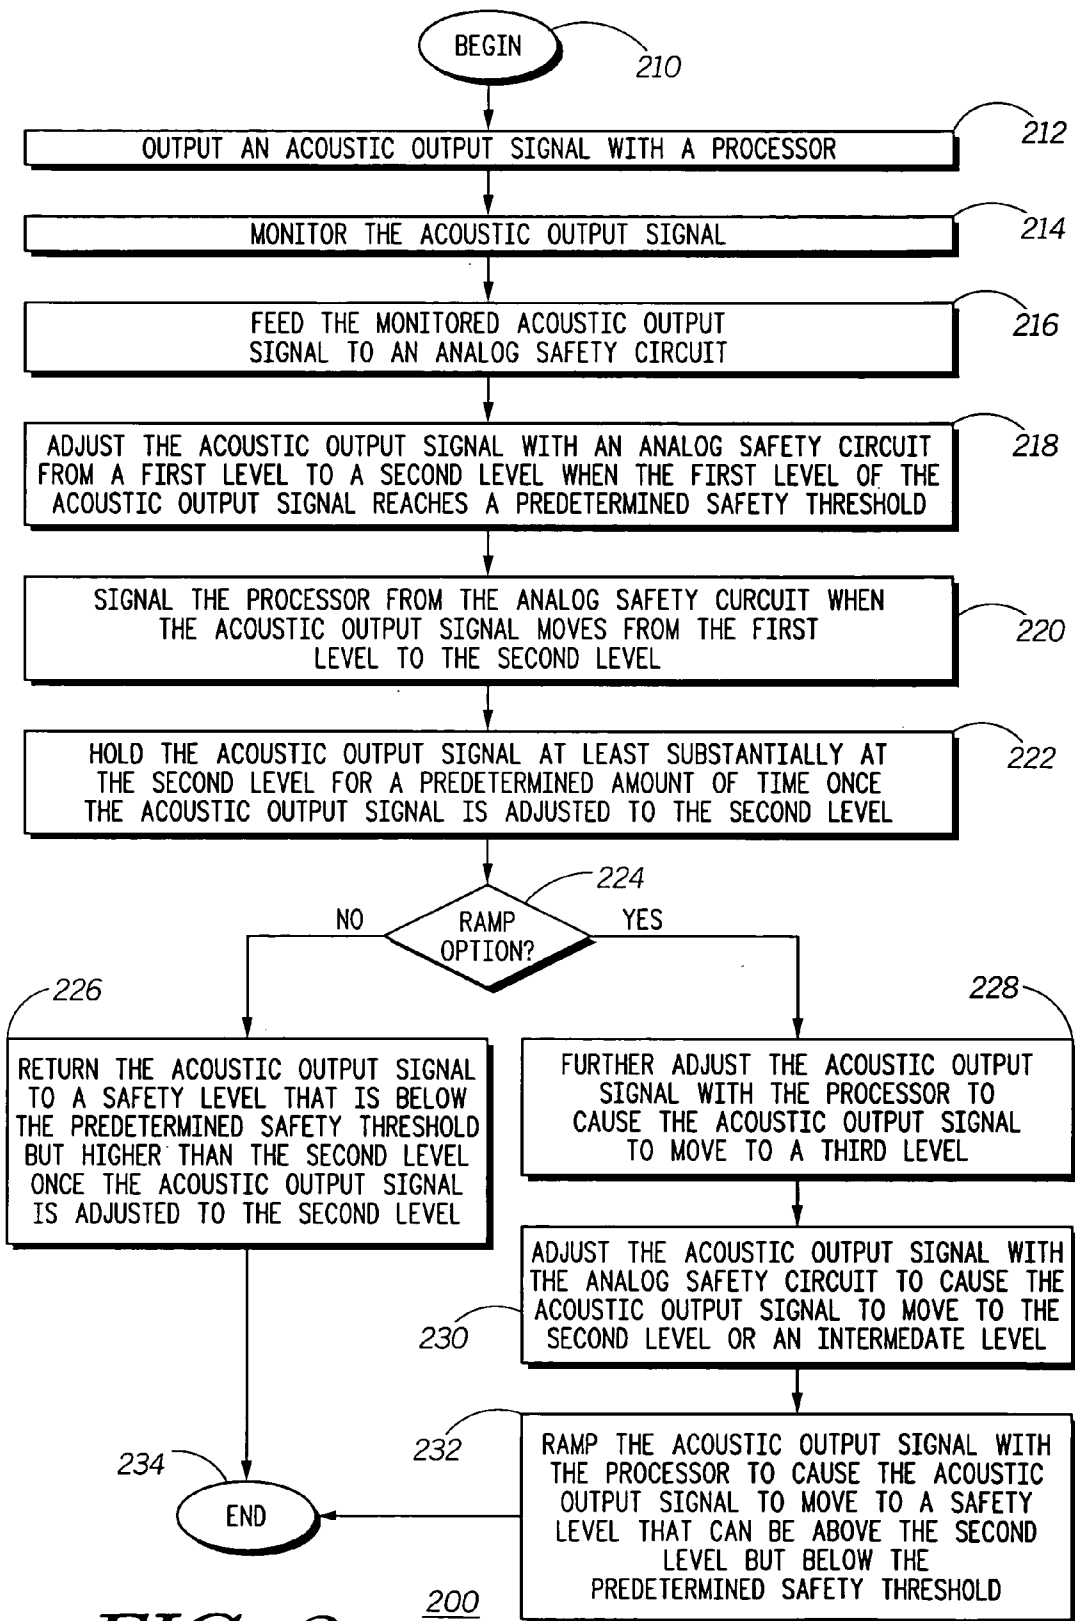 BEGIN
210
OUTPUT AN ACOUSTIC OUTPUT SIGNAL WITH A PROCESSOR
212
MONITOR THE ACOUSTIC OUTPUT SIGNAL
214
FEED THE MONITORED ACOUSTIC OUTPUT
SIGNAL TO AN ANALOG SAFETY CIRCUIT
216
ADJUST THE ACOUSTIC OUTPUT SIGNAL WITH AN ANALOG SAFETY CIRCUIT
FROM A FIRST LEVEL TO A SECOND LEVEL WHEN THE FIRST LEVEL OF THE
ACOUSTIC OUTPUT SIGNAL REACHES A PREDETERMINED SAFETY THRESHOLD
218
SIGNAL THE PROCESSOR FROM THE ANALOG SAFETY CURCUIT WHEN
THE ACOUSTIC OUTPUT SIGNAL MOVES FROM THE FIRST
LEVEL TO THE SECOND LEVEL
220
HOLD THE ACOUSTIC OUTPUT SIGNAL AT LEAST SUBSTANTIALLY AT
THE SECOND LEVEL FOR A PREDETERMINED AMOUNT OF TIME ONCE
THE ACOUSTIC OUTPUT SIGNAL IS ADJUSTED TO THE SECOND LEVEL
222
224
RAMP
OPTION?
NO
YES
226
RETURN THE ACOUSTIC OUTPUT SIGNAL
TO A SAFETY LEVEL THAT IS BELOW
THE PREDETERMINED SAFETY THRESHOLD
BUT HIGHER THAN THE SECOND LEVEL
ONCE THE ACOUSTIC OUTPUT SIGNAL
IS ADJUSTED TO THE SECOND LEVEL
228
FURTHER ADJUST THE ACOUSTIC OUTPUT
SIGNAL WITH THE PROCESSOR TO
CAUSE THE ACOUSTIC OUTPUT SIGNAL
TO MOVE TO A THIRD LEVEL
ADJUST THE ACOUSTIC OUTPUT SIGNAL WITH
THE ANALOG SAFETY CIRCUIT TO CAUSE THE
ACOUSTIC OUTPUT SIGNAL TO MOVE TO THE
SECOND LEVEL OR AN INTERMEDATE LEVEL
230
232
RAMP THE ACOUSTIC OUTPUT SIGNAL WITH
THE PROCESSOR TO CAUSE THE ACOUSTIC
OUTPUT SIGNAL TO MOVE TO A SAFETY
LEVEL THAT CAN BE ABOVE THE SECOND
LEVEL BUT BELOW THE
PREDETERMINED SAFETY THRESHOLD
234
END
200